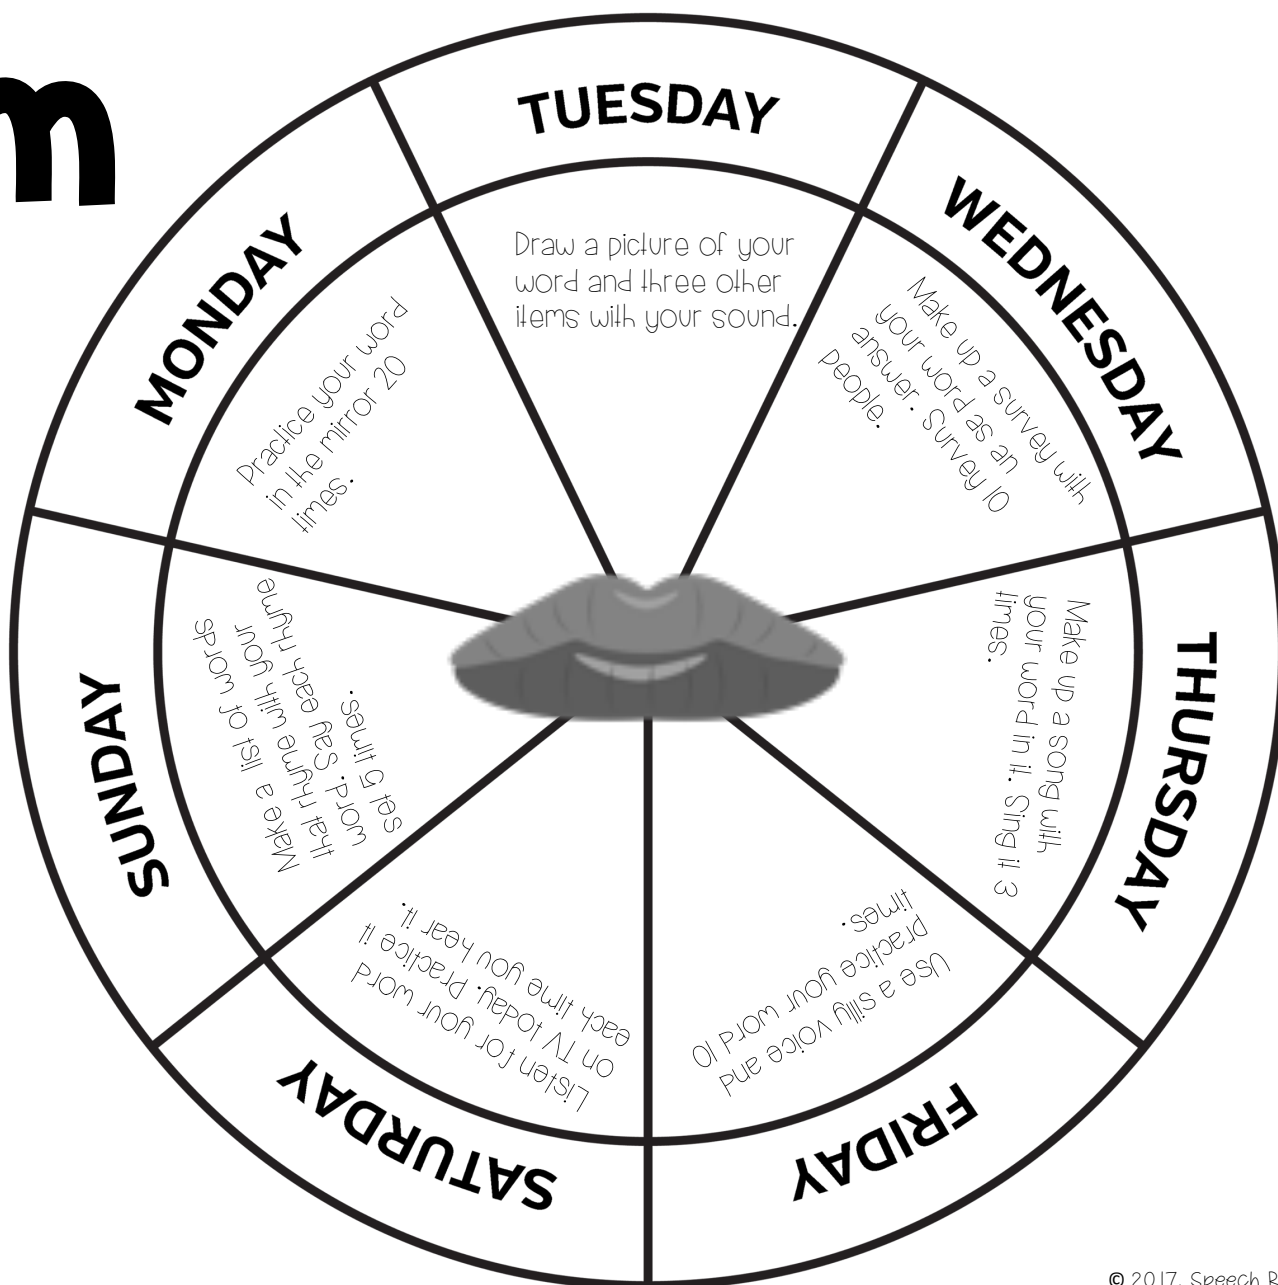 m
TUESDAY
Draw a picture of your
word and three other
items with your sound.
WEDNESDAY
Make up a survey with
your word as an
answer. Survey 10
people.
THURSDAY
Make up a song with
your word in it. Sing it 3
times.
FRIDAY
Use a silly voice and
practice your word 10
times.
SATURDAY
Listen for your word
on TV today. Practice it
each time you hear it.
SUNDAY
Make a list of words
that rhyme with your
word. Say each rhyme
set 5 times.
MONDAY
Practice your word
in the mirror 20
times.
© 2017, Speech